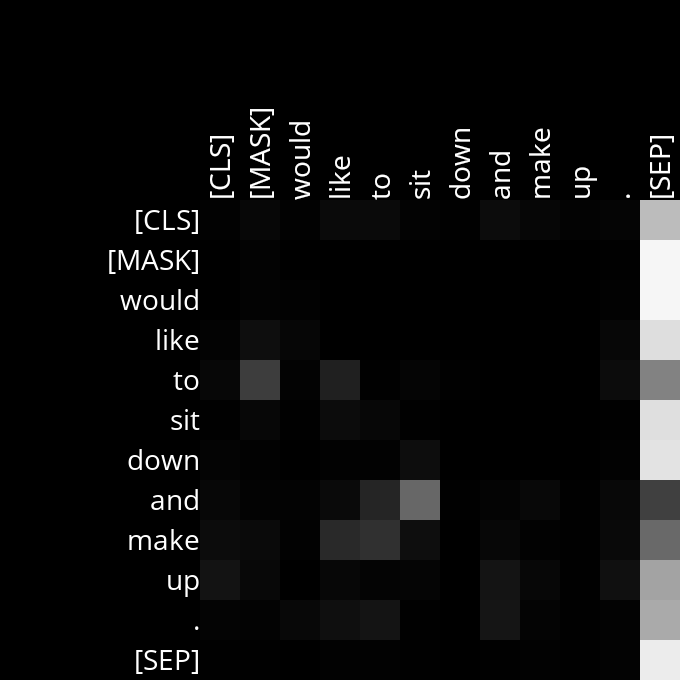 [CLS] [MASK] would like to sit down and make up . [SEP]
[CLS]
[MASK]
would
like
to
sit
down
and
make
up
.
[SEP]